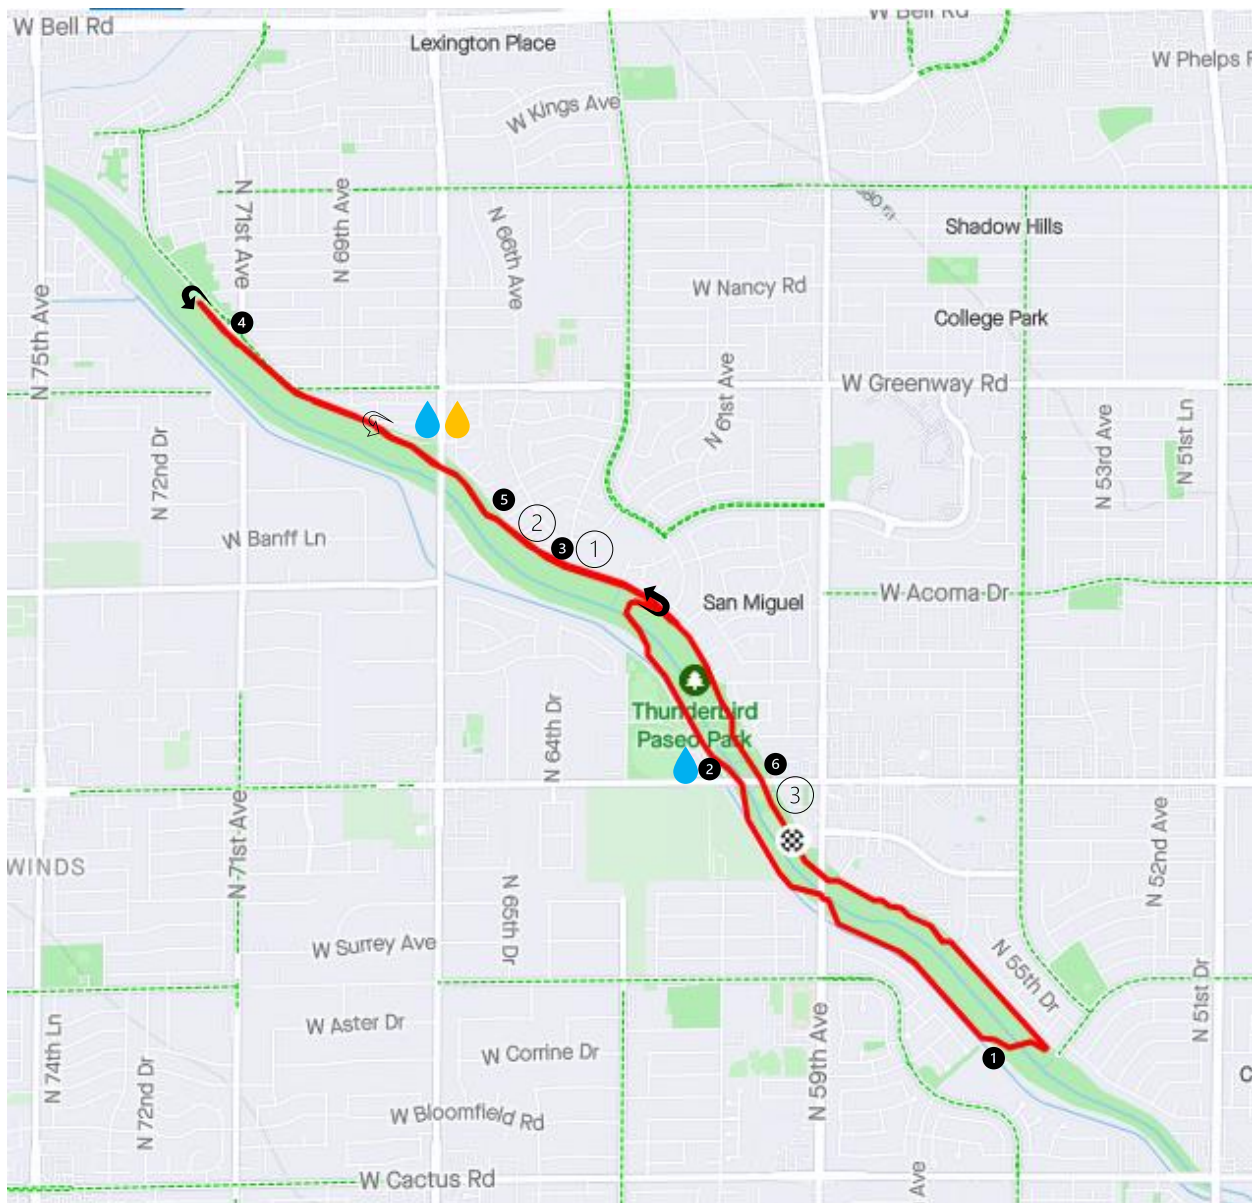 W Bell Rd
W Bell Rd
Lexington Place
W Phelps R
W Kings Ave
N 71st Ave
N 69th Ave
N 66th Ave
Shadow Hills
W Nancy Rd
N 75th Ave
4
College Park
N 61st Ave
W Greenway Rd
N 53rd Ave
N 51st Ln
N 72nd Dr
5
2
W Banff Ln
3
1
San Miguel
W Acoma Dr
Thunderbird
Paseo Park
N 64th Dr
2
6
3
N 71st Ave
WINDS
N 52nd Ave
N 65th Dr
W Surrey Ave
N 55th Dr
N 51st Dr
W Aster Dr
N 59th Ave
N 74th Ln
W Corrine Dr
1
C
N 72nd Dr
W Bloomfield Rd
W Cactus Rd
Ave